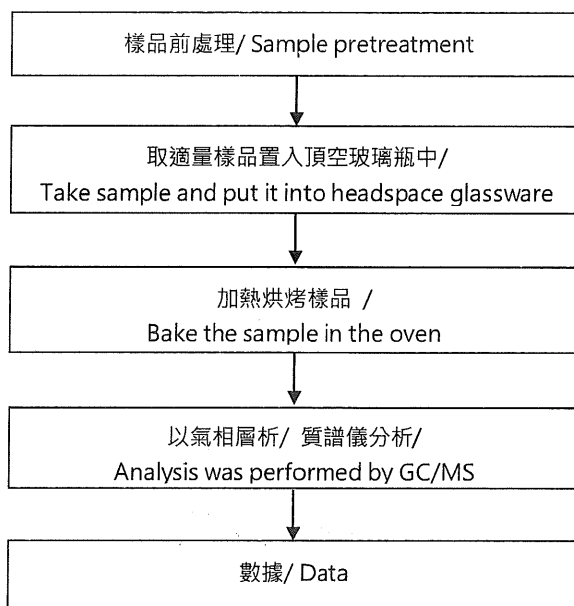 樣品前處理/ Sample pretreatment
取適量樣品置入頂空玻璃瓶中/
Take sample and put it into headspace glassware
加熱烘烤樣品 /
Bake the sample in the oven
以氣相層析/ 質譜儀分析/
Analysis was performed by GC/MS
數據/ Data